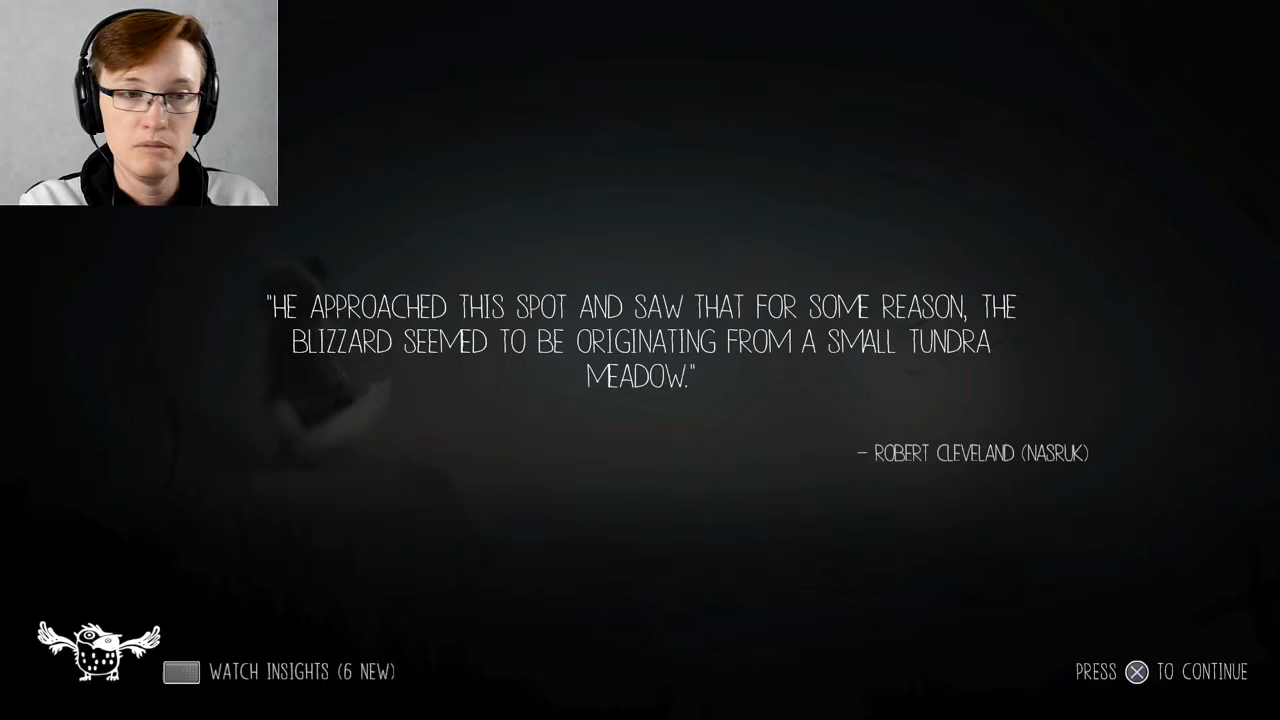 "HE APPROACHED THIS SPOT AND SAW THAT FOR SOME REASON, THE
BLIZZARD SEEMED TO BE ORIGINATING FROM A SMALL TUNDRA
MEADOW."
– ROBERT CLEVELAND (NASRUK)
WATCH INSIGHTS (6 NEW)
PRESS ⓧ TO CONTINUE